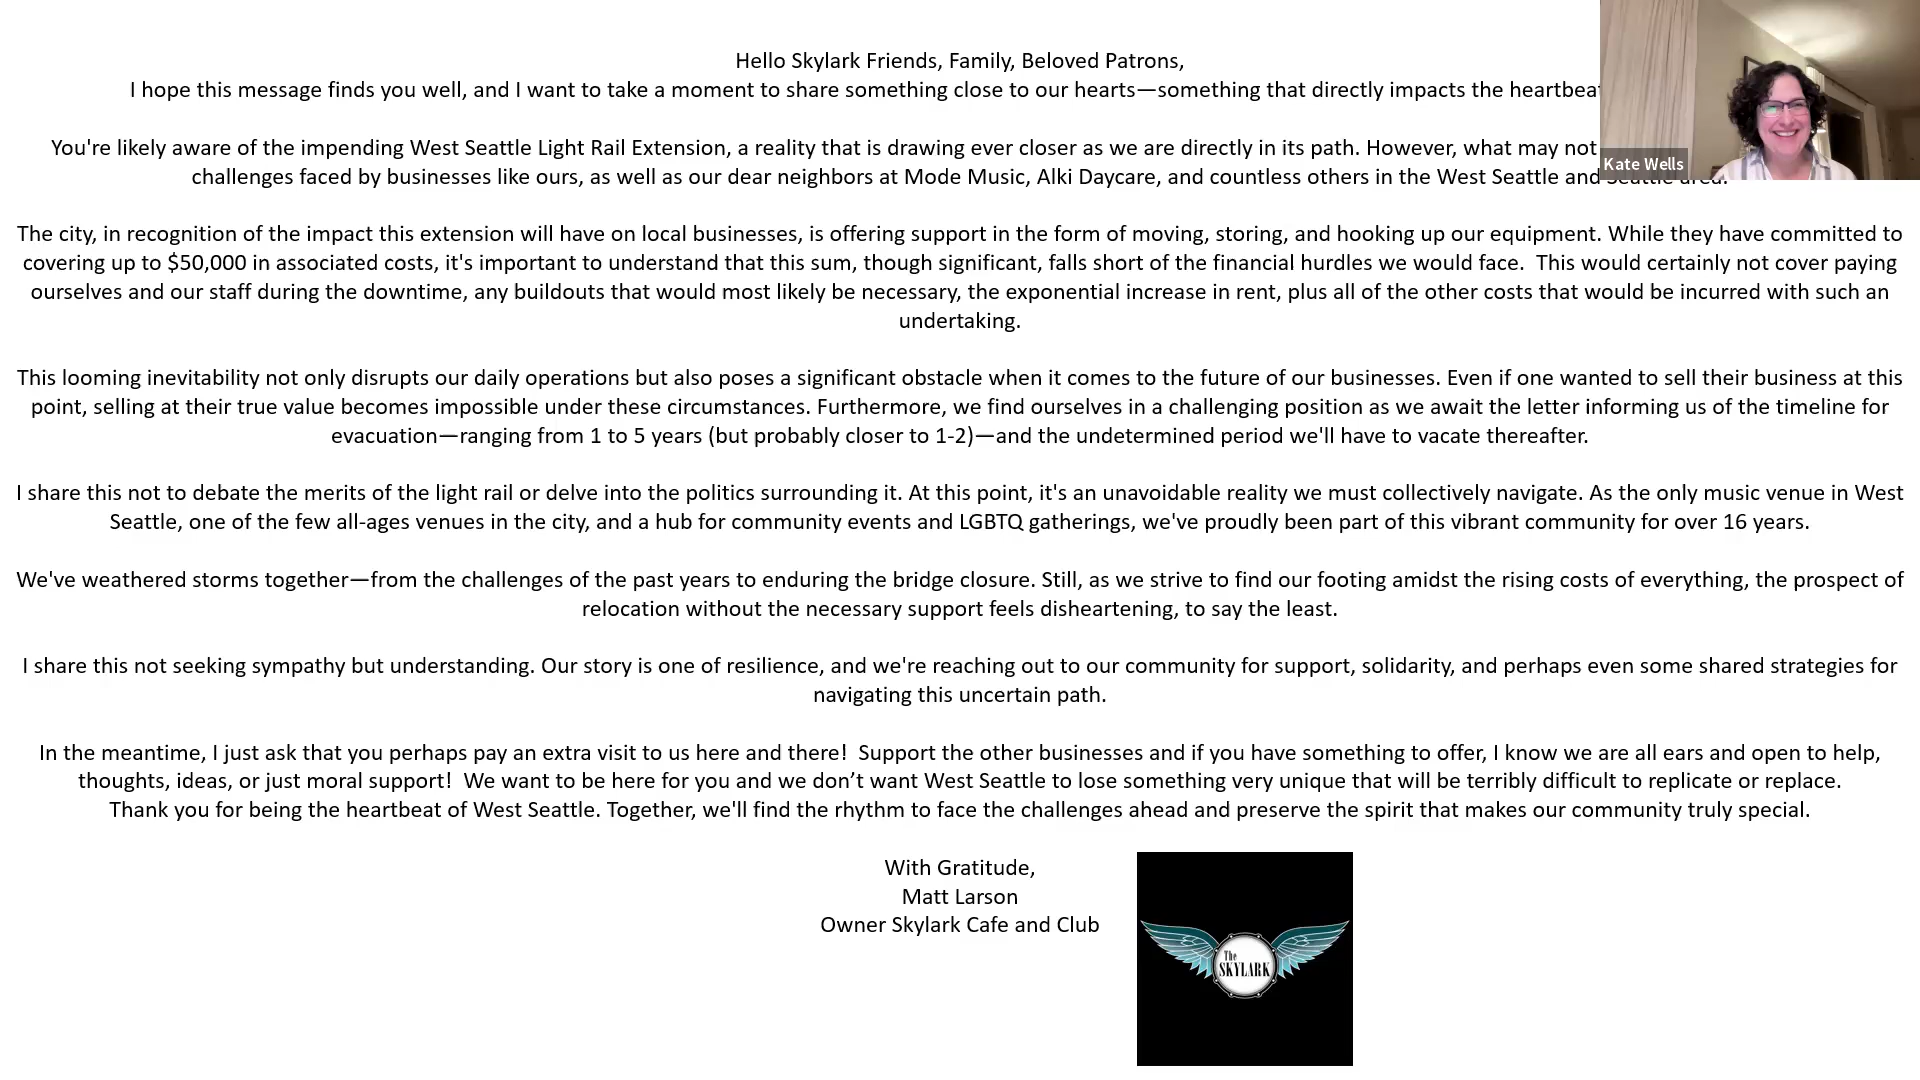 Hello Skylark Friends, Family, Beloved Patrons,
I hope this message finds you well, and I want to take a moment to share something close to our hearts—something that directly impacts the heartbeat
You're likely aware of the impending West Seattle Light Rail Extension, a reality that is drawing ever closer as we are directly in its path. However, what may not
challenges faced by businesses like ours, as well as our dear neighbors at Mode Music, Alki Daycare, and countless others in the West Seattle and Seattle area.
Kate Wells
The city, in recognition of the impact this extension will have on local businesses, is offering support in the form of moving, storing, and hooking up our equipment. While they have committed to
covering up to $50,000 in associated costs, it's important to understand that this sum, though significant, falls short of the financial hurdles we would face.  This would certainly not cover paying
ourselves and our staff during the downtime, any buildouts that would most likely be necessary, the exponential increase in rent, plus all of the other costs that would be incurred with such an
undertaking.
This looming inevitability not only disrupts our daily operations but also poses a significant obstacle when it comes to the future of our businesses. Even if one wanted to sell their business at this
point, selling at their true value becomes impossible under these circumstances. Furthermore, we find ourselves in a challenging position as we await the letter informing us of the timeline for
evacuation—ranging from 1 to 5 years (but probably closer to 1-2)—and the undetermined period we'll have to vacate thereafter.
I share this not to debate the merits of the light rail or delve into the politics surrounding it. At this point, it's an unavoidable reality we must collectively navigate. As the only music venue in West
Seattle, one of the few all-ages venues in the city, and a hub for community events and LGBTQ gatherings, we've proudly been part of this vibrant community for over 16 years.
We've weathered storms together—from the challenges of the past years to enduring the bridge closure. Still, as we strive to find our footing amidst the rising costs of everything, the prospect of
relocation without the necessary support feels disheartening, to say the least.
I share this not seeking sympathy but understanding. Our story is one of resilience, and we're reaching out to our community for support, solidarity, and perhaps even some shared strategies for
navigating this uncertain path.
In the meantime, I just ask that you perhaps pay an extra visit to us here and there!  Support the other businesses and if you have something to offer, I know we are all ears and open to help,
thoughts, ideas, or just moral support!  We want to be here for you and we don’t want West Seattle to lose something very unique that will be terribly difficult to replicate or replace.
Thank you for being the heartbeat of West Seattle. Together, we'll find the rhythm to face the challenges ahead and preserve the spirit that makes our community truly special.
With Gratitude,
Matt Larson
Owner Skylark Cafe and Club
The
SKYLARK